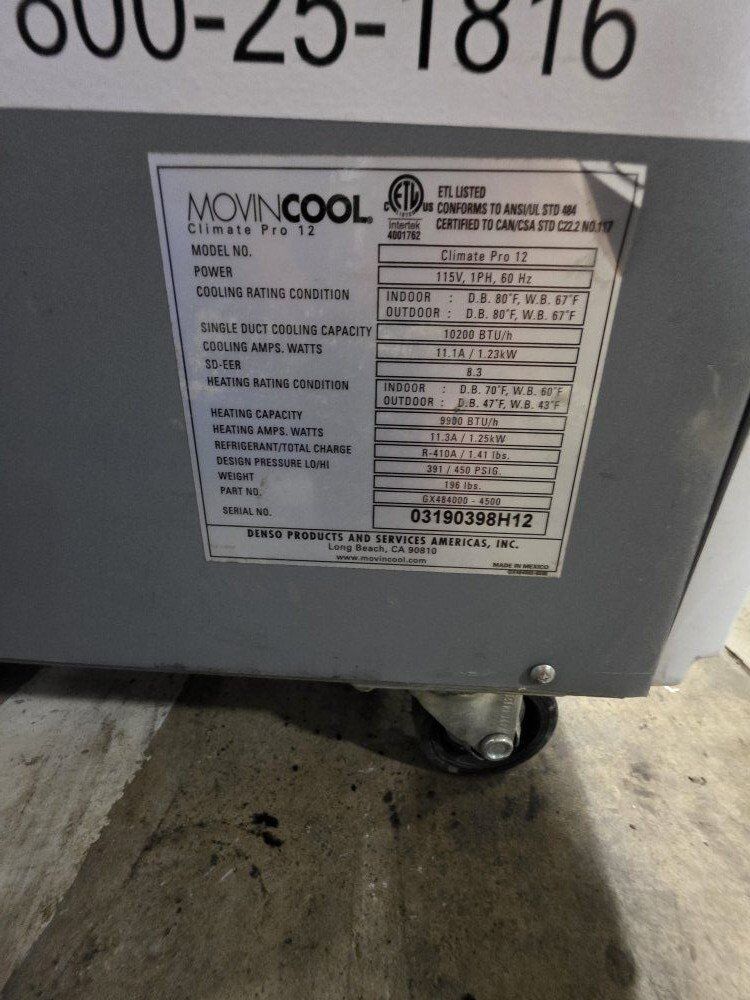 600-25-1816
MOVINCOOL®
Climate Pro 12
ETL C US Intertek 4001762
ETL LISTED
CONFORMS TO ANSI/UL STD 484
CERTIFIED TO CAN/CSA STD C22.2 NO.117
MODEL NO. Climate Pro 12
POWER 115V, 1PH, 60 Hz
COOLING RATING CONDITION INDOOR : D.B. 80°F, W.B. 67°F
OUTDOOR : D.B. 80°F, W.B. 67°F
SINGLE DUCT COOLING CAPACITY 10200 BTU/h
COOLING AMPS. WATTS 11.1A / 1.23kW
SD-EER 8.3
HEATING RATING CONDITION INDOOR : D.B. 70°F, W.B. 60°F
OUTDOOR : D.B. 47°F, W.B. 43°F
HEATING CAPACITY 9900 BTU/h
HEATING AMPS. WATTS 11.3A / 1.25kW
REFRIGERANT/TOTAL CHARGE R-410A / 1.41 lbs.
DESIGN PRESSURE LO/HI 391 / 450 PSIG.
WEIGHT 196 lbs.
PART NO. GX484000 - 4500
SERIAL NO. 03190398H12
DENSO PRODUCTS AND SERVICES AMERICAS, INC.
Long Beach, CA 90810
www.movincool.com
MADE IN MEXICO